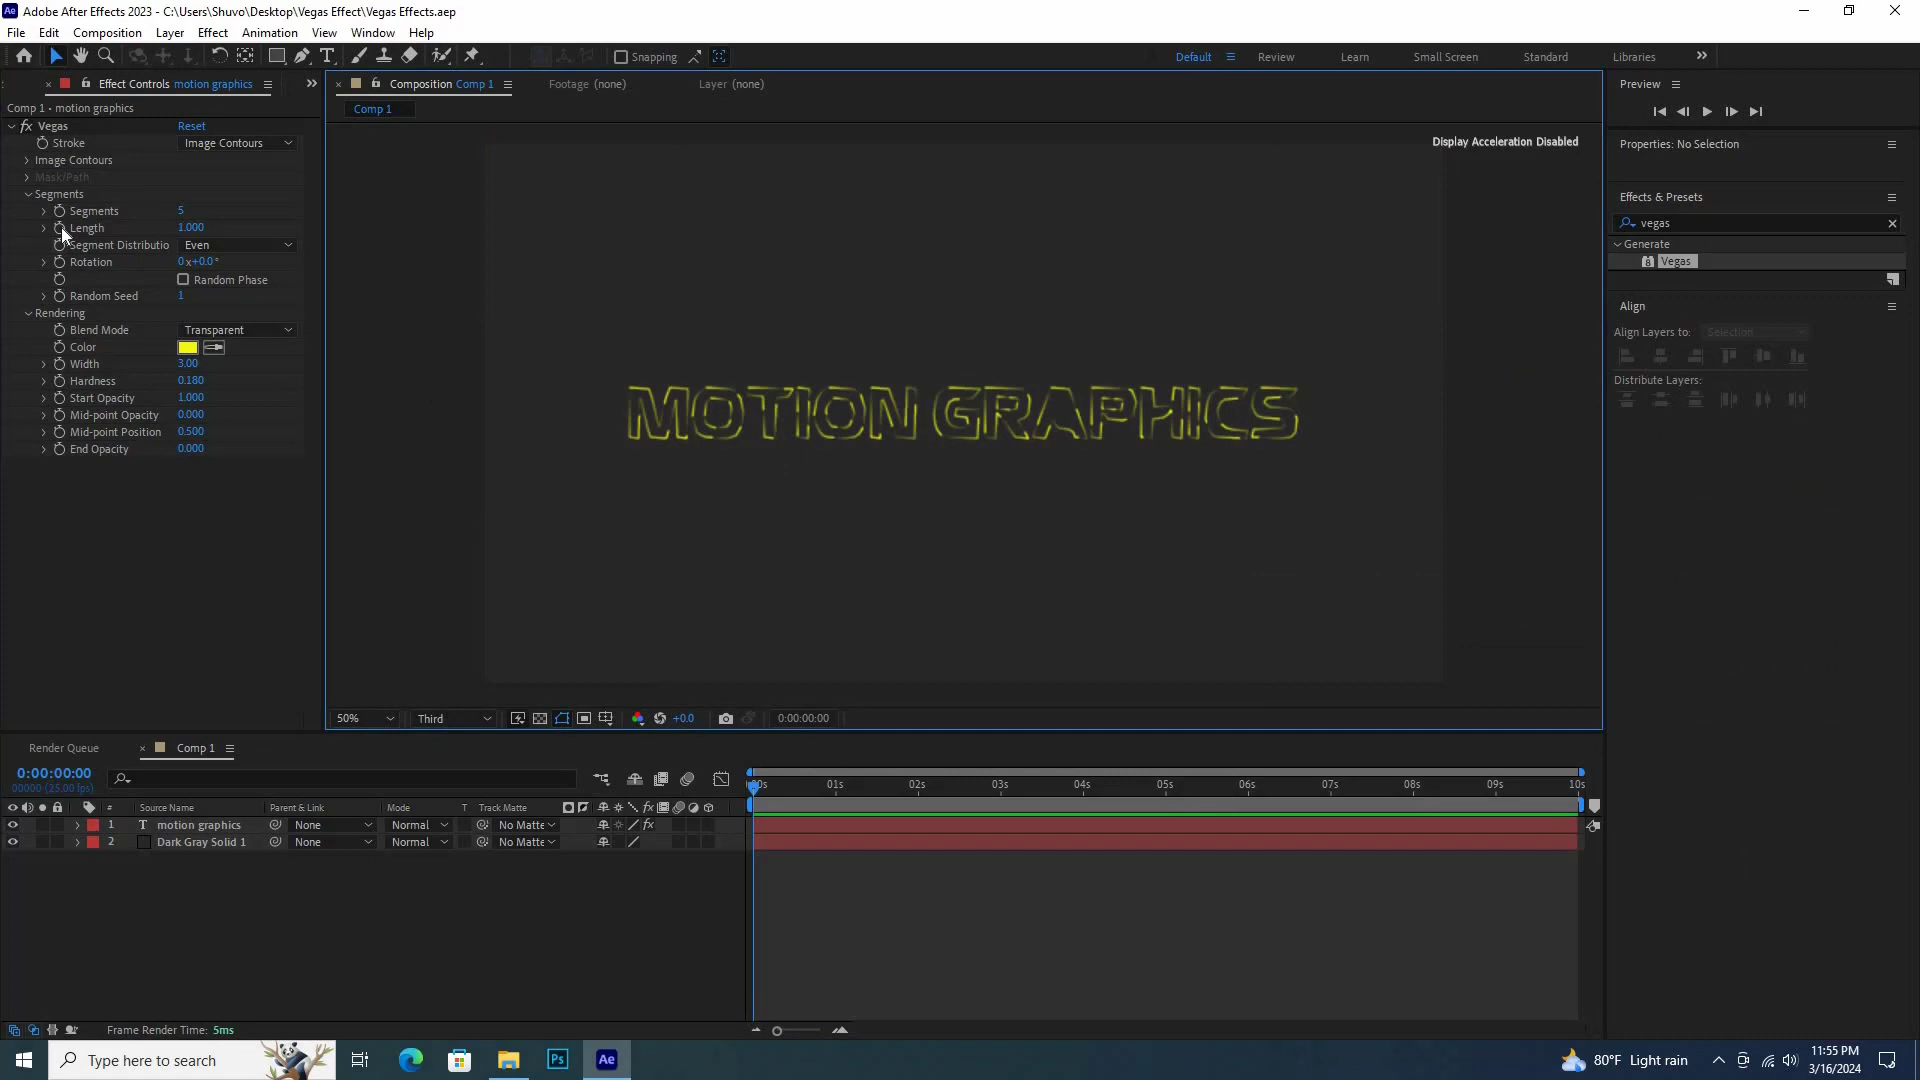 Adobe After Effects 2023 - C:\Users\Shuvo\Desktop\Vegas Effect\Vegas Effects.aep
File Edit Composition Layer Effect Animation View Window Help
Snapping
Default Review Learn Small Screen Standard Libraries
Effect Controls motion graphics
Comp 1 • motion graphics
fx Vegas Reset
Stroke Image Contours
Image Contours
Mask/Path
Segments
Segments 5
Length 1.000
Segment Distributio Even
Rotation 0x+0.0°
Random Phase
Random Seed 1
Rendering
Blend Mode Transparent
Color
Width 3.00
Hardness 0.180
Start Opacity 1.000
Mid-point Opacity 0.000
Mid-point Position 0.500
End Opacity 0.000
Composition Comp 1
Footage (none)
Layer (none)
Comp 1
Display Acceleration Disabled
MOTION GRAPHICS
50% Third +0.0 0:00:00:00
Preview
Properties: No Selection
Effects & Presets
vegas
Generate
Vegas
Align
Align Layers to: Selection
Distribute Layers:
Render Queue Comp 1
0:00:00:00
00000 (25.00 fps)
# Source Name Parent & Link Mode T Track Matte
1 T motion graphics None Normal No Matte
2 Dark Gray Solid 1 None Normal No Matte
00s 01s 02s 03s 04s 05s 06s 07s 08s 09s 10s
Frame Render Time: 5ms
Type here to search
Ps Ae
80°F Light rain
11:55 PM
3/16/2024